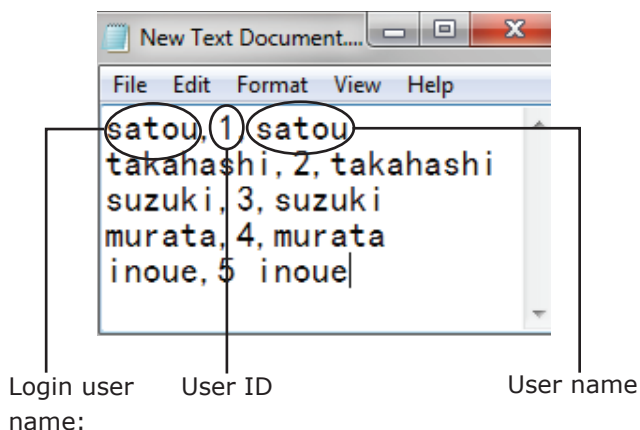 New Text Document....
File Edit Format View Help
satou, 1, satou
takahashi, 2, takahashi
suzuki, 3, suzuki
murata, 4, murata
inoue, 5 inoue
Login user name:
User ID
User name